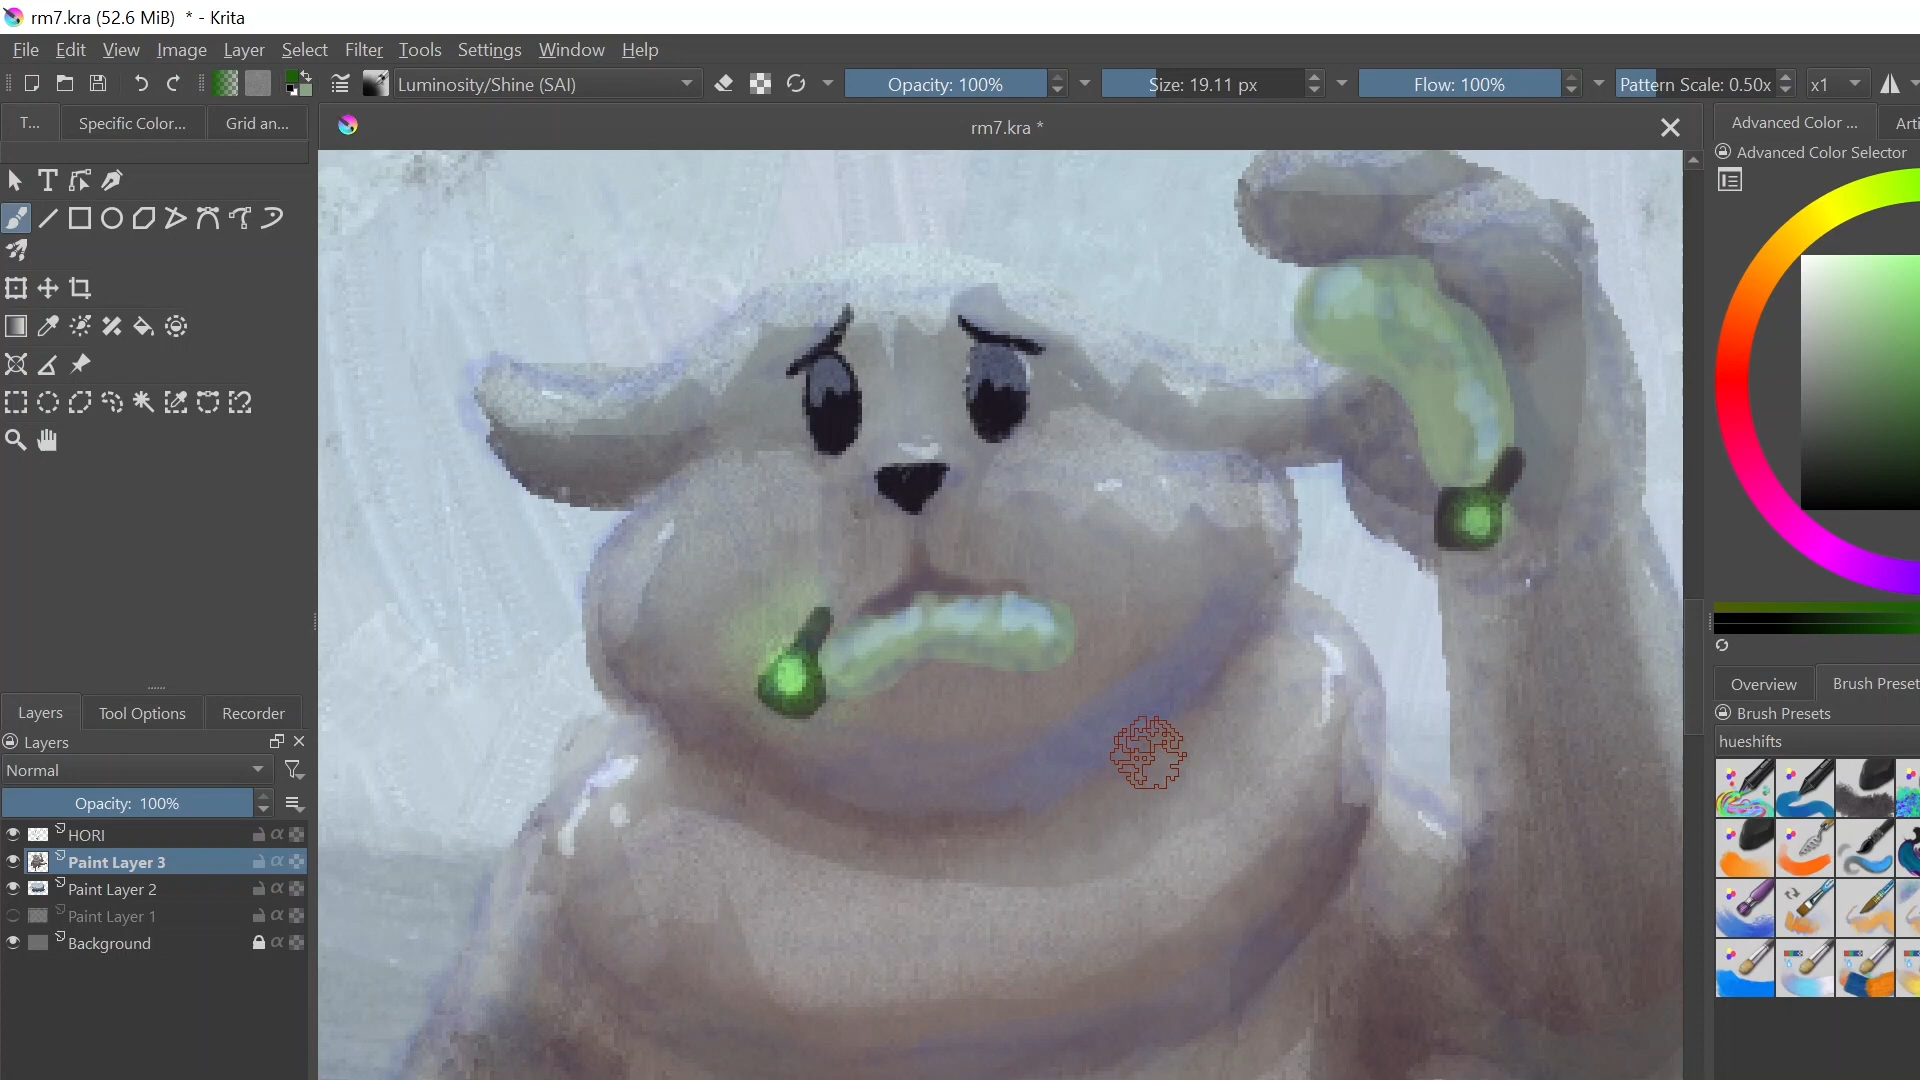 rm7.kra (52.6 MiB)  * - Krita
File Edit View Image Layer Select Filter Tools Settings Window Help
Luminosity/Shine (SAI) Opacity: 100% Size: 19.11 px Flow: 100% Pattern Scale: 0.50x x1
T... Specific Color... Grid an... rm7.kra * Advanced Color ... Arti
Advanced Color Selector
Overview Brush Preset
Layers Tool Options Recorder
Brush Presets
Layers
hueshifts
Normal
Opacity: 100%
HORI
Paint Layer 3
Paint Layer 2
Paint Layer 1
Background